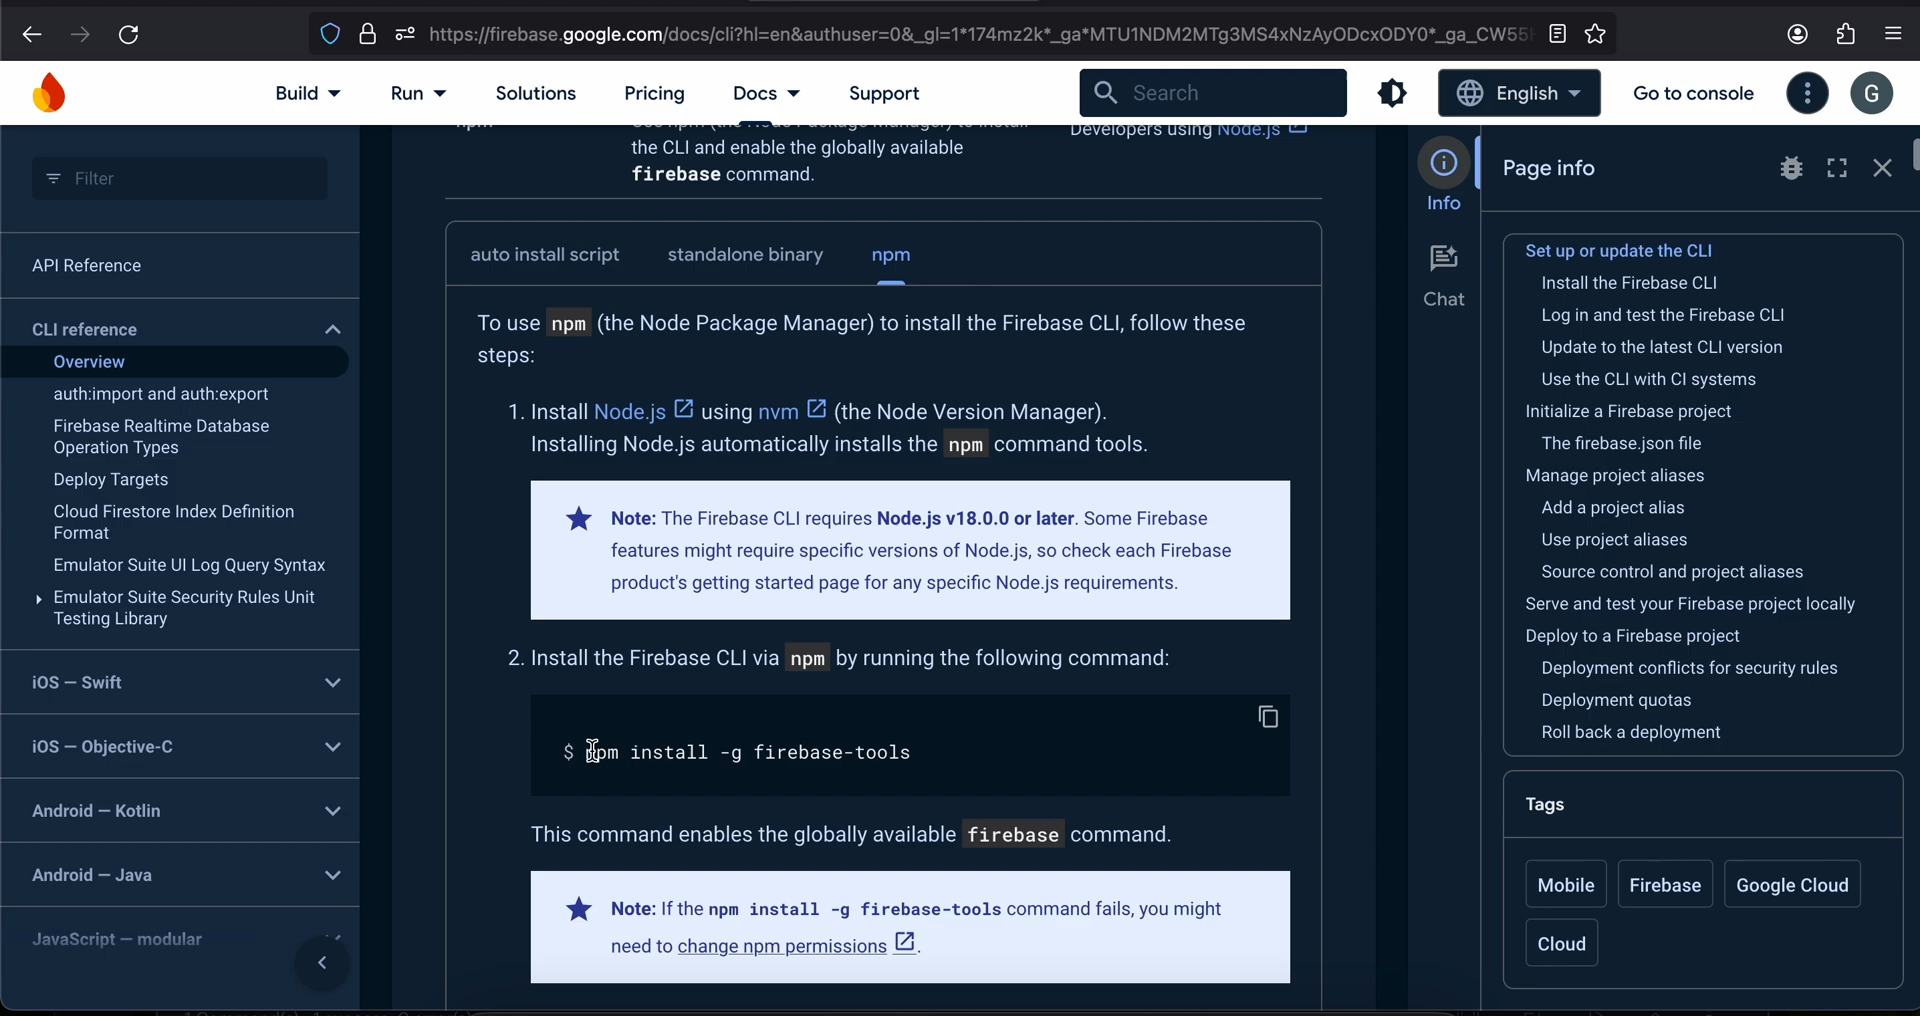 https://firebase.google.com/docs/cli?hl=en&authuser=0&_gl=1*174mz2k*_ga*MTU1NDM2MTg3MS4xNzAyODcxODY0*_ga_CW55
Build
Run
Solutions
Pricing
Docs
Support
Search
English
Go to console
G
Filter
API Reference
CLI reference
Overview
auth:import and auth:export
Firebase Realtime Database
Operation Types
Deploy Targets
Cloud Firestore Index Definition
Format
Emulator Suite UI Log Query Syntax
Emulator Suite Security Rules Unit
Testing Library
iOS — Swift
iOS — Objective-C
Android — Kotlin
Android — Java
JavaScript — modular
Developers using Node.js
the CLI and enable the globally available
firebase command.
auto install script
standalone binary
npm
To use npm (the Node Package Manager) to install the Firebase CLI, follow these
steps:
1. Install Node.js using nvm (the Node Version Manager).
Installing Node.js automatically installs the npm command tools.
Note: The Firebase CLI requires Node.js v18.0.0 or later. Some Firebase
features might require specific versions of Node.js, so check each Firebase
product's getting started page for any specific Node.js requirements.
2. Install the Firebase CLI via npm by running the following command:
$ npm install -g firebase-tools
This command enables the globally available firebase command.
Note: If the npm install -g firebase-tools command fails, you might
need to change npm permissions.
Info
Chat
Page info
Set up or update the CLI
Install the Firebase CLI
Log in and test the Firebase CLI
Update to the latest CLI version
Use the CLI with CI systems
Initialize a Firebase project
The firebase.json file
Manage project aliases
Add a project alias
Use project aliases
Source control and project aliases
Serve and test your Firebase project locally
Deploy to a Firebase project
Deployment conflicts for security rules
Deployment quotas
Roll back a deployment
Tags
Mobile
Firebase
Google Cloud
Cloud